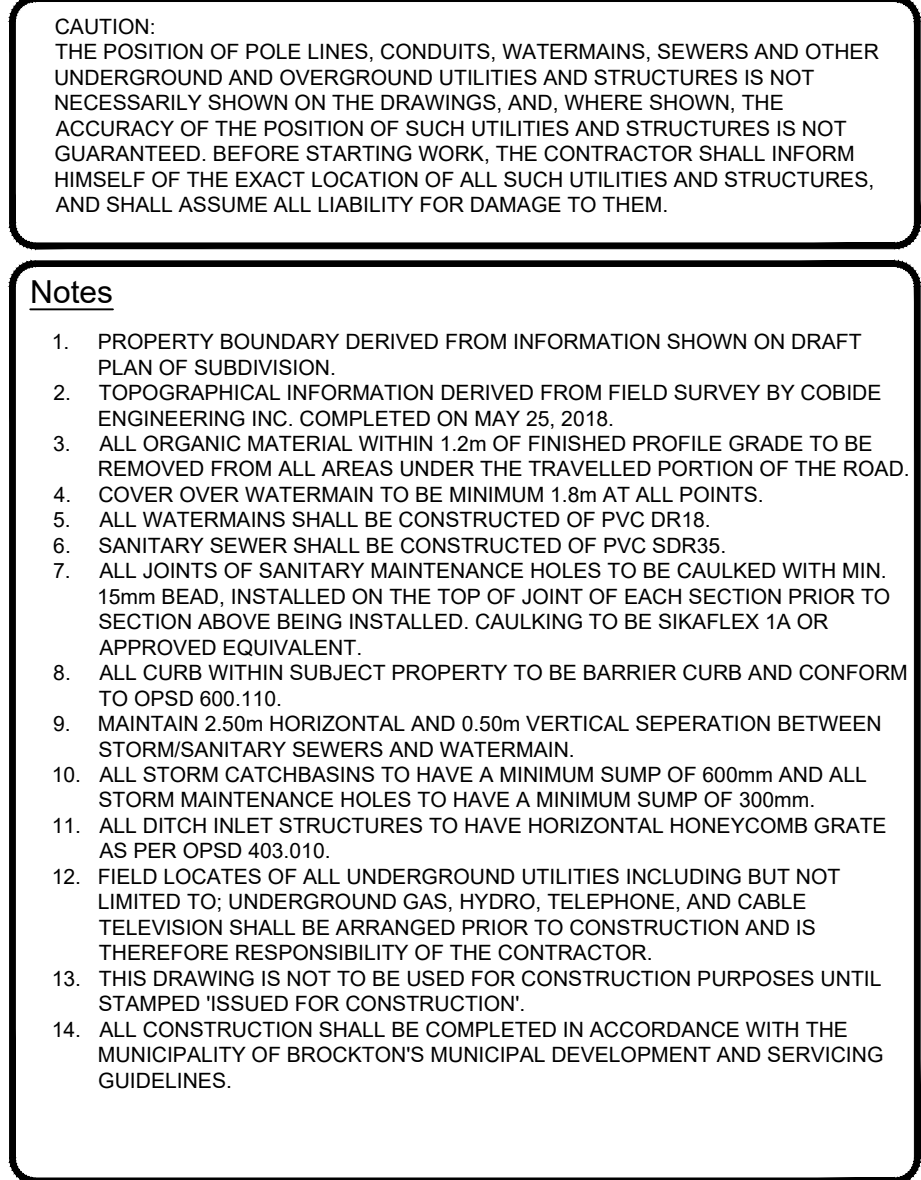 CAUTION:
THE POSITION OF POLE LINES, CONDUITS, WATERMAINS, SEWERS AND OTHER
UNDERGROUND AND OVERGROUND UTILITIES AND STRUCTURES IS NOT
NECESSARILY SHOWN ON THE DRAWINGS, AND, WHERE SHOWN, THE
ACCURACY OF THE POSITION OF SUCH UTILITIES AND STRUCTURES IS NOT
GUARANTEED. BEFORE STARTING WORK, THE CONTRACTOR SHALL INFORM
HIMSELF OF THE EXACT LOCATION OF ALL SUCH UTILITIES AND STRUCTURES,
AND SHALL ASSUME ALL LIABILITY FOR DAMAGE TO THEM.
Notes
1. PROPERTY BOUNDARY DERIVED FROM INFORMATION SHOWN ON DRAFT
PLAN OF SUBDIVISION.
2. TOPOGRAPHICAL INFORMATION DERIVED FROM FIELD SURVEY BY COBIDE
ENGINEERING INC. COMPLETED ON MAY 25, 2018.
3. ALL ORGANIC MATERIAL WITHIN 1.2m OF FINISHED PROFILE GRADE TO BE
REMOVED FROM ALL AREAS UNDER THE TRAVELLED PORTION OF THE ROAD.
4. COVER OVER WATERMAIN TO BE MINIMUM 1.8m AT ALL POINTS.
5. ALL WATERMAINS SHALL BE CONSTRUCTED OF PVC DR18.
6. SANITARY SEWER SHALL BE CONSTRUCTED OF PVC SDR35.
7. ALL JOINTS OF SANITARY MAINTENANCE HOLES TO BE CAULKED WITH MIN.
15mm BEAD, INSTALLED ON THE TOP OF JOINT OF EACH SECTION PRIOR TO
SECTION ABOVE BEING INSTALLED. CAULKING TO BE SIKAFLEX 1A OR
APPROVED EQUIVALENT.
8. ALL CURB WITHIN SUBJECT PROPERTY TO BE BARRIER CURB AND CONFORM
TO OPSD 600.110.
9. MAINTAIN 2.50m HORIZONTAL AND 0.50m VERTICAL SEPERATION BETWEEN
STORM/SANITARY SEWERS AND WATERMAIN.
10. ALL STORM CATCHBASINS TO HAVE A MINIMUM SUMP OF 600mm AND ALL
STORM MAINTENANCE HOLES TO HAVE A MINIMUM SUMP OF 300mm.
11. ALL DITCH INLET STRUCTURES TO HAVE HORIZONTAL HONEYCOMB GRATE
AS PER OPSD 403.010.
12. FIELD LOCATES OF ALL UNDERGROUND UTILITIES INCLUDING BUT NOT
LIMITED TO; UNDERGROUND GAS, HYDRO, TELEPHONE, AND CABLE
TELEVISION SHALL BE ARRANGED PRIOR TO CONSTRUCTION AND IS
THEREFORE RESPONSIBILITY OF THE CONTRACTOR.
13. THIS DRAWING IS NOT TO BE USED FOR CONSTRUCTION PURPOSES UNTIL
STAMPED 'ISSUED FOR CONSTRUCTION'.
14. ALL CONSTRUCTION SHALL BE COMPLETED IN ACCORDANCE WITH THE
MUNICIPALITY OF BROCKTON'S MUNICIPAL DEVELOPMENT AND SERVICING
GUIDELINES.